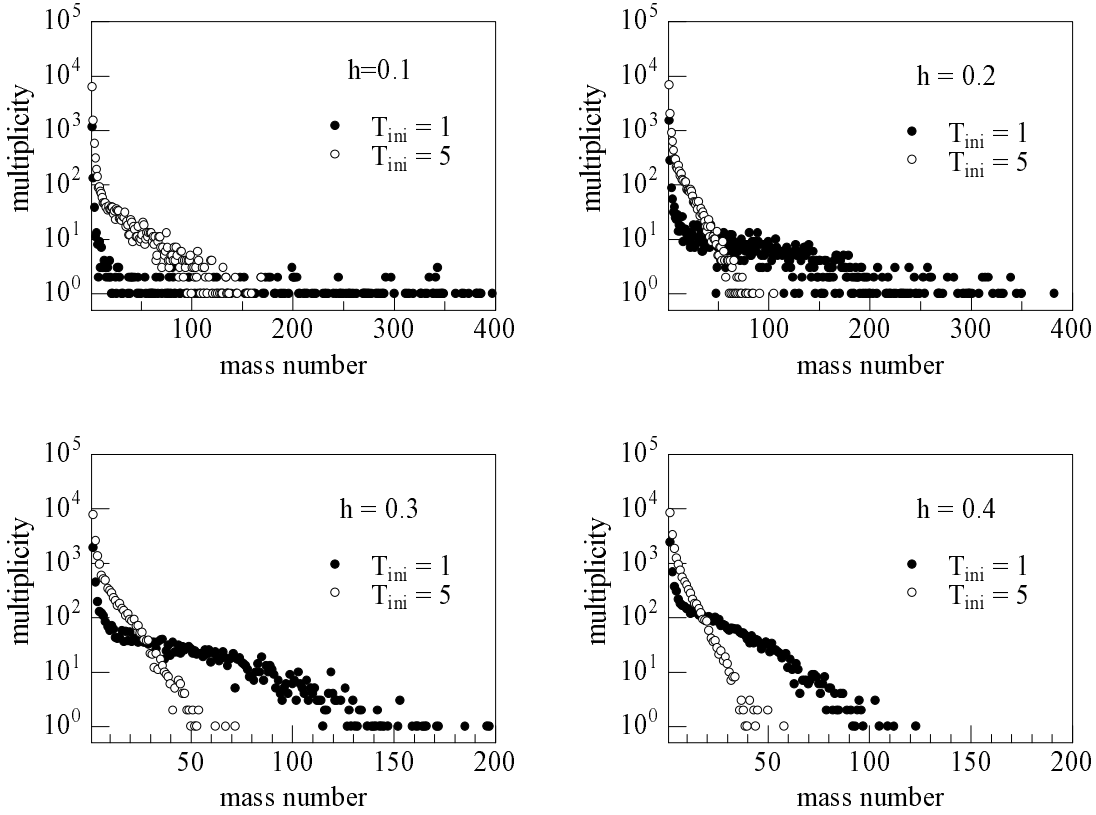 10^5
10^4
10^3
10^2
10^1
10^0
multiplicity
h=0.1
T_ini = 1
T_ini = 5
100
200
300
400
mass number
10^5
10^4
10^3
10^2
10^1
10^0
multiplicity
h = 0.2
T_ini = 1
T_ini = 5
100
200
300
400
mass number
10^5
10^4
10^3
10^2
10^1
10^0
multiplicity
h = 0.3
T_ini = 1
T_ini = 5
50
100
150
200
mass number
10^5
10^4
10^3
10^2
10^1
10^0
multiplicity
h = 0.4
T_ini = 1
T_ini = 5
50
100
150
200
mass number